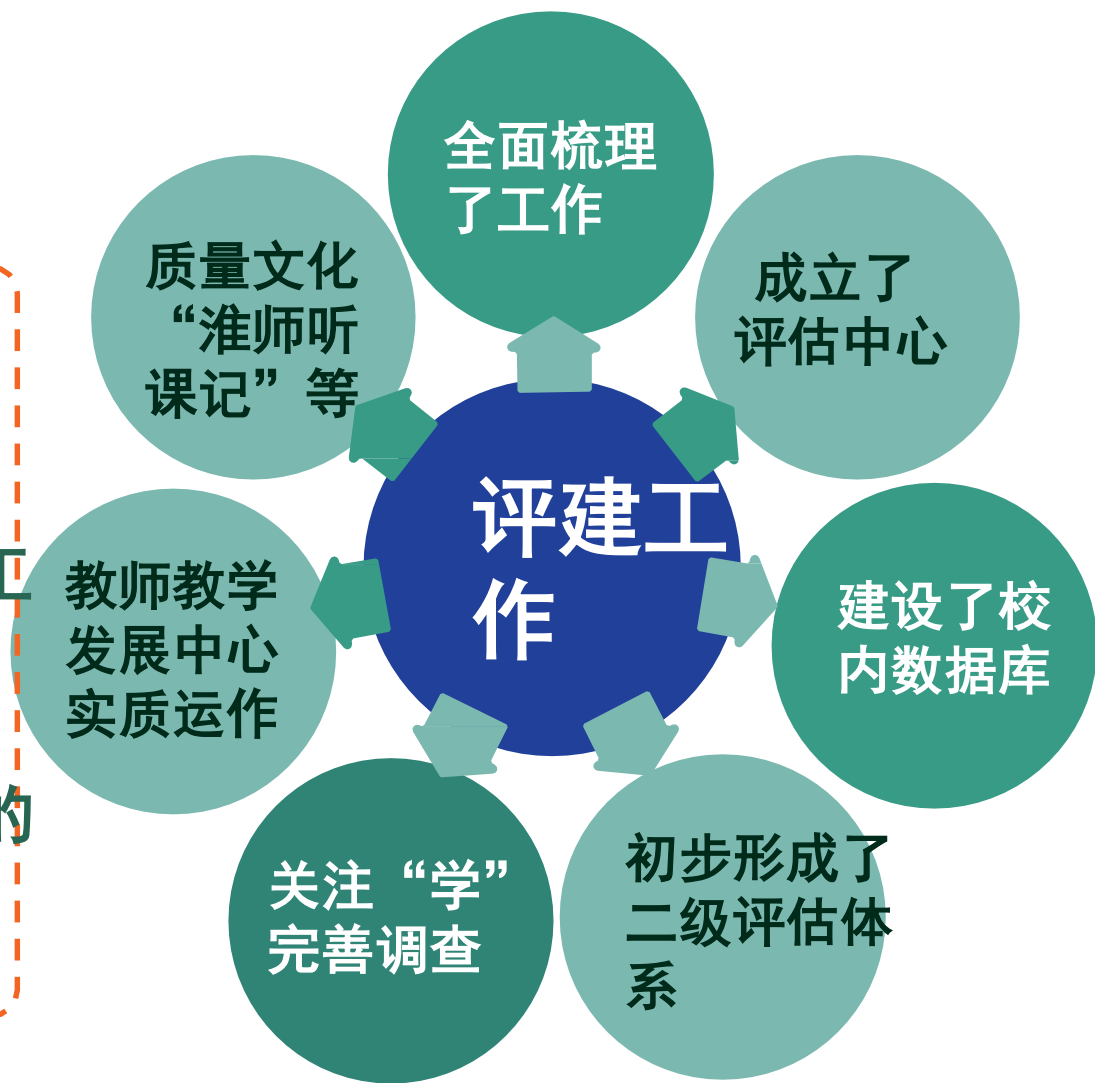 全面梳理
了工作
成立了
评估中心
建设了校
内数据库
初步形成了
二级评估体
系
关注“学”
完善调查
教师教学
发展中心
实质运作
质量文化
“淮师听
课记”等
评建工
作
工
的